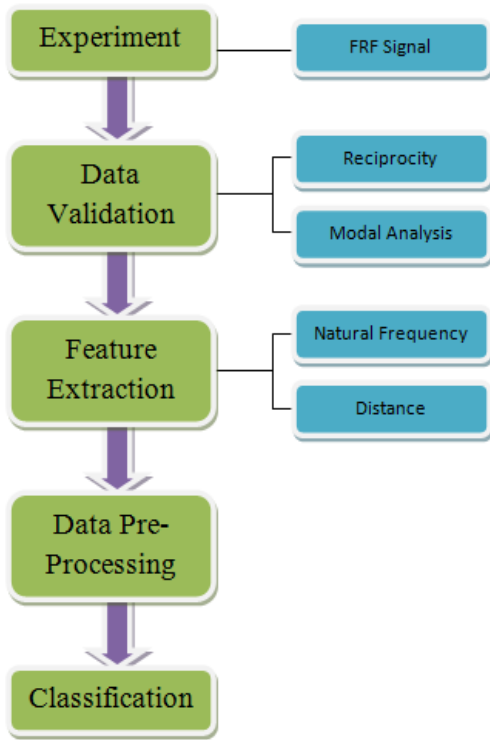 Experiment
FRF Signal
Data
Validation
Reciprocity
Modal Analysis
Feature
Extraction
Natural Frequency
Distance
Data Pre-
Processing
Classification